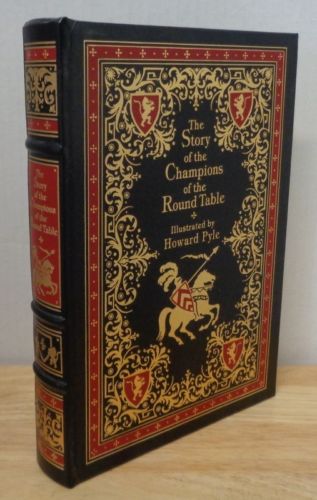 The
Story
of the
Champions
of the
Round Table
Illustrated by
Howard Pyle
The
Story
of the
Champions
of the
Round Table